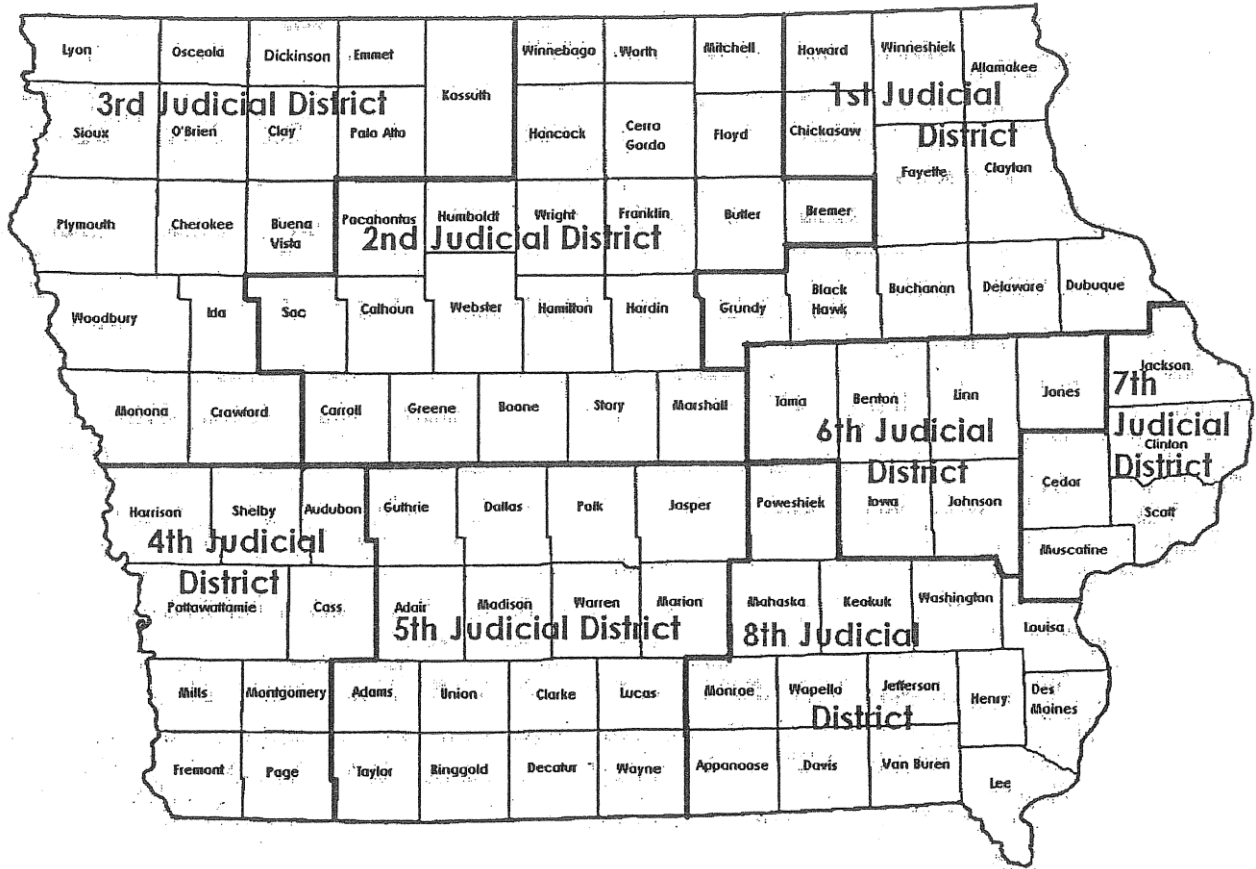 Lyon Osceola Dickinson Emmet Winnebago Worth Mitchell Howard Winneshiek
Allamakee
Kossuth
3rd Judicial District 1st Judicial
Sioux O'Brien Clay Palo Alto Hancock Cerro Gordo Floyd Chickasaw District
Fayette Clayton
Plymouth Cherokee Buena Vista Pocahontas Humboldt Wright Franklin Butler Bremer
2nd Judicial District
Woodbury Ida Sac Calhoun Webster Hamilton Hardin Grundy Black Hawk Buchanan Delaware Dubuque
Monona Crawford Carroll Greene Boone Story Marshall Tama Benton Linn Jones Jackson
7th
6th Judicial Judicial
Clinton
District District
Harrison Shelby Audubon Guthrie Dallas Polk Jasper Poweshiek Iowa Johnson Cedar Scott
4th Judicial Muscatine
District
Pottawattamie Cass Adair Madison Warren Marion Mahaska Keokuk Washington
5th Judicial District 8th Judicial Louisa
Mills Montgomery Adams Union Clarke Lucas Monroe Wapello Jefferson Henry Des Moines
District
Fremont Page Taylor Ringgold Decatur Wayne Appanoose Davis Van Buren Lee